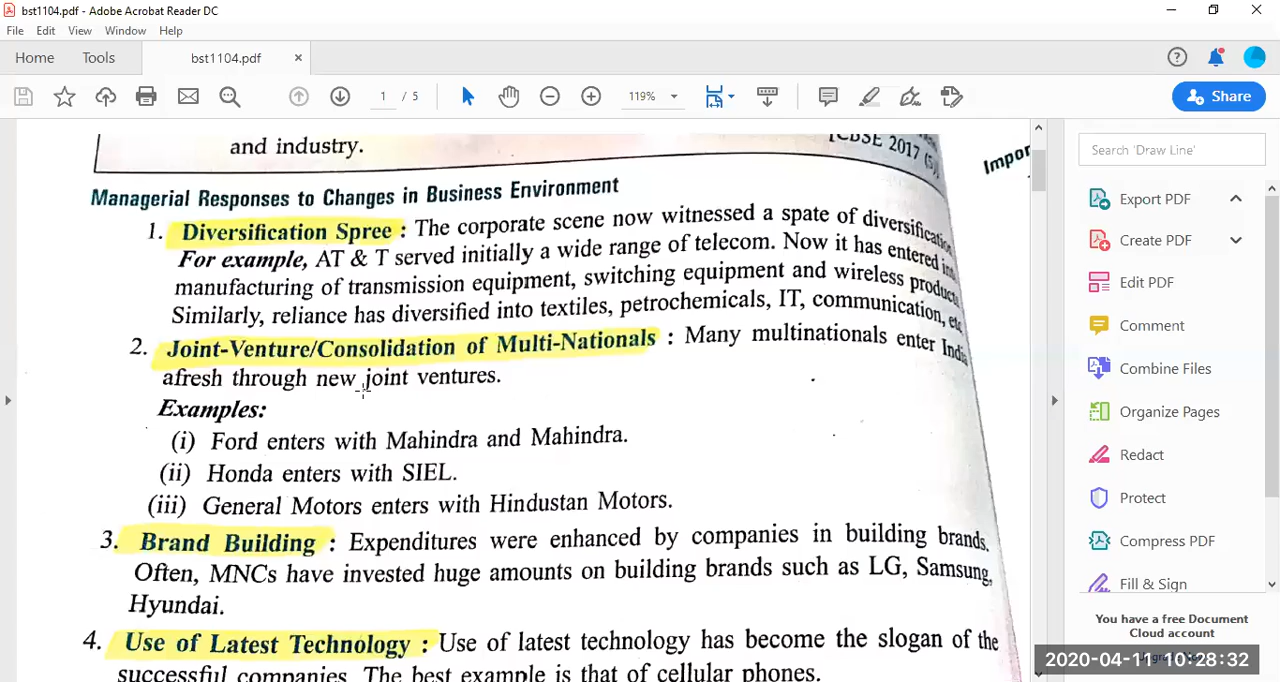 bst1104.pdf - Adobe Acrobat Reader DC
File Edit View Window Help
Home Tools bst1104.pdf
1 / 5 119% Share
and industry.
[CBSE 2017 (5)]
Impor
Managerial Responses to Changes in Business Environment
1. Diversification Spree : The corporate scene now witnessed a spate of diversificatio
For example, AT & T served initially a wide range of telecom. Now it has entered int
manufacturing of transmission equipment, switching equipment and wireless products
Similarly, reliance has diversified into textiles, petrochemicals, IT, communication, etc
2. Joint-Venture/Consolidation of Multi-Nationals : Many multinationals enter India
afresh through new joint ventures.
Examples:
(i) Ford enters with Mahindra and Mahindra.
(ii) Honda enters with SIEL.
(iii) General Motors enters with Hindustan Motors.
3. Brand Building : Expenditures were enhanced by companies in building brands.
Often, MNCs have invested huge amounts on building brands such as LG, Samsung,
Hyundai.
4. Use of Latest Technology : Use of latest technology has become the slogan of the
successful companies. The best example is that of cellular phones.
Search 'Draw Line'
Export PDF
Create PDF
Edit PDF
Comment
Combine Files
Organize Pages
Redact
Protect
Compress PDF
Fill & Sign
You have a free Document
Cloud account
2020-04-11 10:28:32